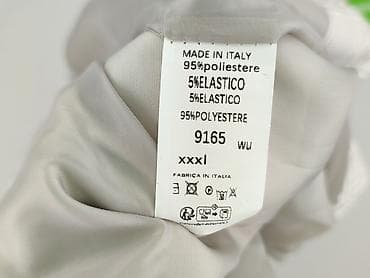 MADE IN ITALY
95%poliestere
5%ELASTICO
5%ELASTICO
95%POLYESTERE
9165 wu
xxxl
FABRICA IN ITALIA